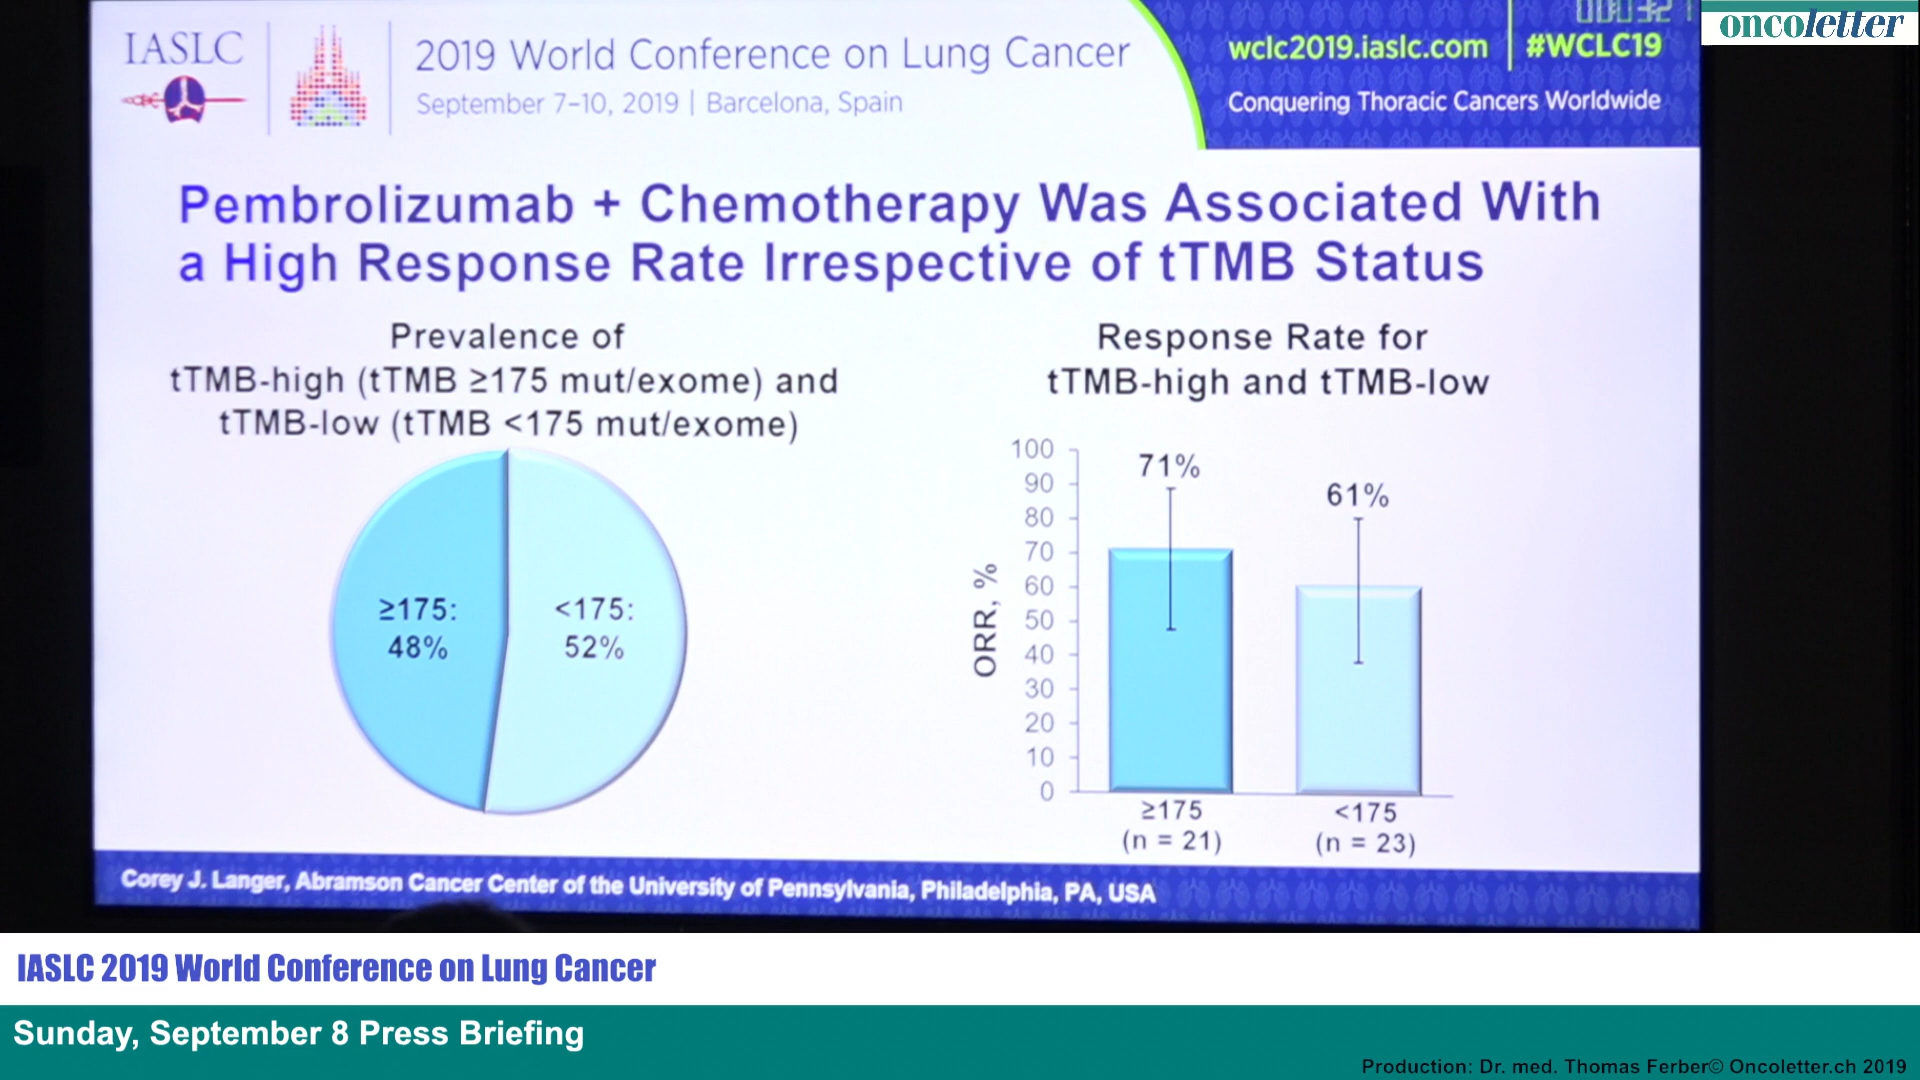 IASLC
2019 World Conference on Lung Cancer
September 7–10, 2019 | Barcelona, Spain
wclc2019.iaslc.com | #WCLC19
Conquering Thoracic Cancers Worldwide
oncoletter
Pembrolizumab + Chemotherapy Was Associated With
a High Response Rate Irrespective of tTMB Status
Prevalence of
tTMB-high (tTMB ≥175 mut/exome) and
tTMB-low (tTMB <175 mut/exome)
≥175:
48%
<175:
52%
Response Rate for
tTMB-high and tTMB-low
ORR, %
100
90
80
70
60
50
40
30
20
10
0
71%
61%
≥175
(n = 21)
<175
(n = 23)
Corey J. Langer, Abramson Cancer Center of the University of Pennsylvania, Philadelphia, PA, USA
IASLC 2019 World Conference on Lung Cancer
Sunday, September 8 Press Briefing
Production: Dr. med. Thomas Ferber© Oncoletter.ch 2019